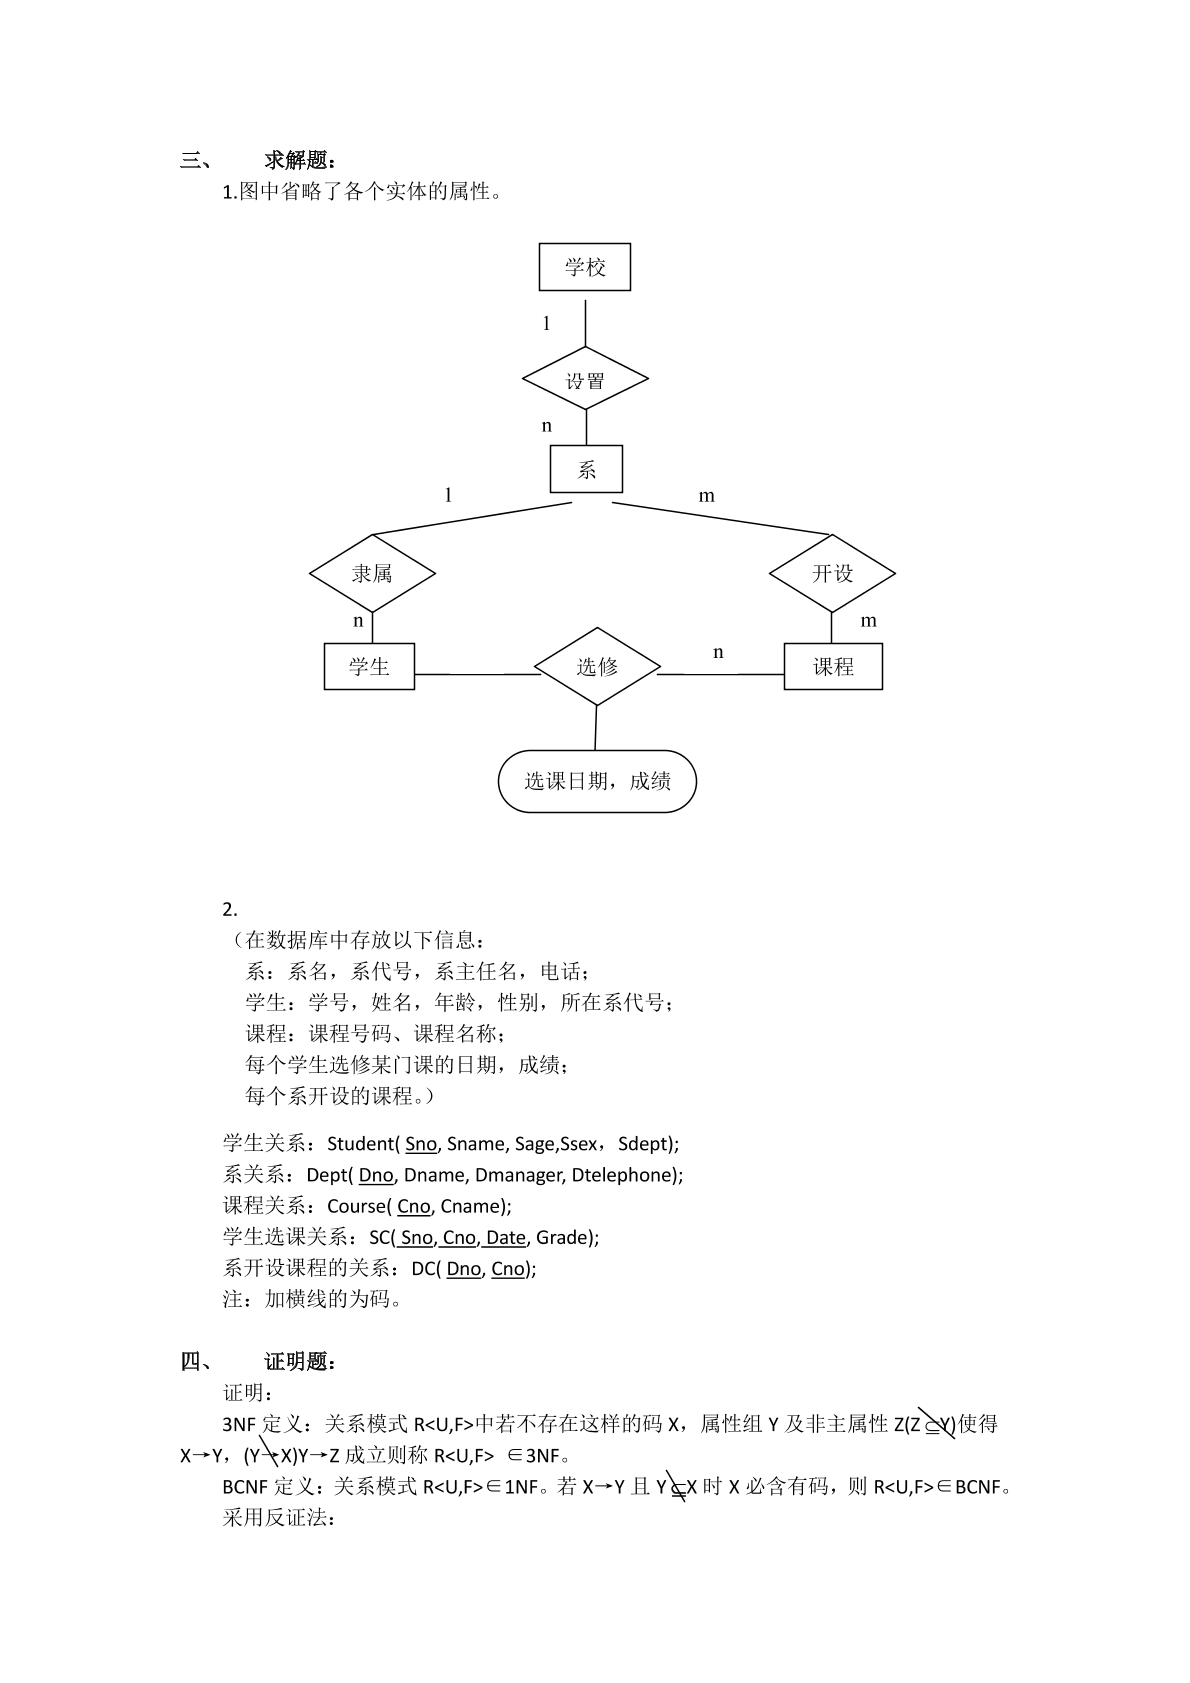 三、 求解题：
1.图中省略了各个实体的属性。
学校
1
设置
n
系
1
m
隶属
开设
n
m
学生
选修
n
课程
选课日期，成绩
2.
（在数据库中存放以下信息：
系：系名，系代号，系主任名，电话；
学生：学号，姓名，年龄，性别，所在系代号；
课程：课程号码、课程名称；
每个学生选修某门课的日期，成绩；
每个系开设的课程。）
学生关系：Student( Sno, Sname, Sage,Ssex，Sdept);
系关系：Dept( Dno, Dname, Dmanager, Dtelephone);
课程关系：Course( Cno, Cname);
学生选课关系：SC( Sno, Cno, Date, Grade);
系开设课程的关系：DC( Dno, Cno);
注：加横线的为码。
四、 证明题：
证明：
3NF 定义：关系模式 R<U,F>中若不存在这样的码 X，属性组 Y 及非主属性 Z(Z⊈Y)使得
X→Y，(Y↛X)Y→Z 成立则称 R<U,F> ∈3NF。
BCNF 定义：关系模式 R<U,F>∈1NF。若 X→Y 且 Y⊈X 时 X 必含有码，则 R<U,F>∈BCNF。
采用反证法：